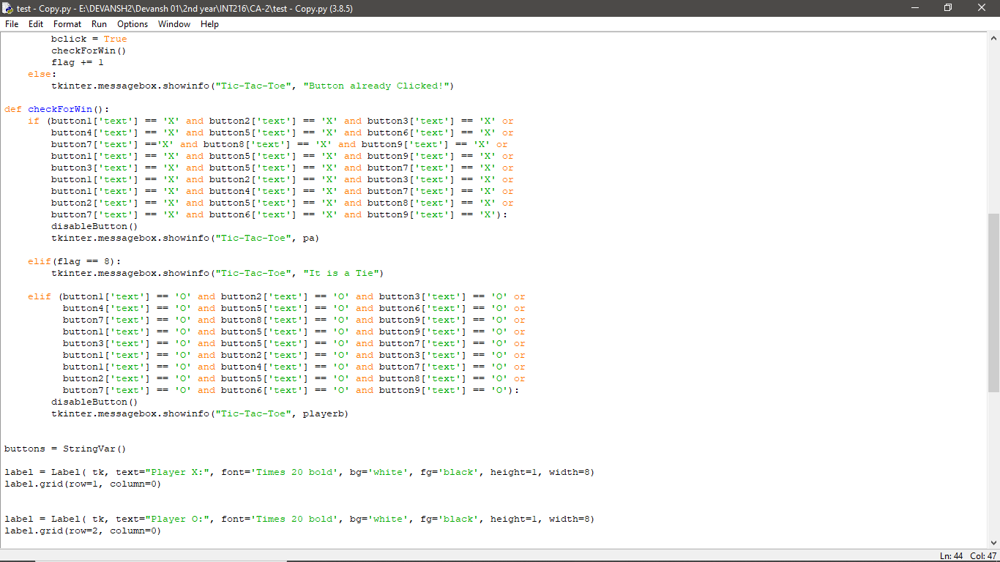 test - Copy.py - E:\DEVANSH2\Devansh 01\2nd year\INT216\CA-2\test - Copy.py (3.8.5)
File Edit Format Run Options Window Help
        bclick = True
        checkForWin()
        flag += 1
    else:
        tkinter.messagebox.showinfo("Tic-Tac-Toe", "Button already Clicked!")

def checkForWin():
    if (button1['text'] == 'X' and button2['text'] == 'X' and button3['text'] == 'X' or
        button4['text'] == 'X' and button5['text'] == 'X' and button6['text'] == 'X' or
        button7['text'] =='X' and button8['text'] == 'X' and button9['text'] == 'X' or
        button1['text'] == 'X' and button5['text'] == 'X' and button9['text'] == 'X' or
        button3['text'] == 'X' and button5['text'] == 'X' and button7['text'] == 'X' or
        button1['text'] == 'X' and button2['text'] == 'X' and button3['text'] == 'X' or
        button1['text'] == 'X' and button4['text'] == 'X' and button7['text'] == 'X' or
        button2['text'] == 'X' and button5['text'] == 'X' and button8['text'] == 'X' or
        button7['text'] == 'X' and button6['text'] == 'X' and button9['text'] == 'X'):
        disableButton()
        tkinter.messagebox.showinfo("Tic-Tac-Toe", pa)

    elif(flag == 8):
        tkinter.messagebox.showinfo("Tic-Tac-Toe", "It is a Tie")

    elif (button1['text'] == 'O' and button2['text'] == 'O' and button3['text'] == 'O' or
          button4['text'] == 'O' and button5['text'] == 'O' and button6['text'] == 'O' or
          button7['text'] == 'O' and button8['text'] == 'O' and button9['text'] == 'O' or
          button1['text'] == 'O' and button5['text'] == 'O' and button9['text'] == 'O' or
          button3['text'] == 'O' and button5['text'] == 'O' and button7['text'] == 'O' or
          button1['text'] == 'O' and button2['text'] == 'O' and button3['text'] == 'O' or
          button1['text'] == 'O' and button4['text'] == 'O' and button7['text'] == 'O' or
          button2['text'] == 'O' and button5['text'] == 'O' and button8['text'] == 'O' or
          button7['text'] == 'O' and button6['text'] == 'O' and button9['text'] == 'O'):
        disableButton()
        tkinter.messagebox.showinfo("Tic-Tac-Toe", playerb)

buttons = StringVar()

label = Label( tk, text="Player X:", font='Times 20 bold', bg='white', fg='black', height=1, width=8)
label.grid(row=1, column=0)

label = Label( tk, text="Player O:", font='Times 20 bold', bg='white', fg='black', height=1, width=8)
label.grid(row=2, column=0)
Ln: 44 Col: 47